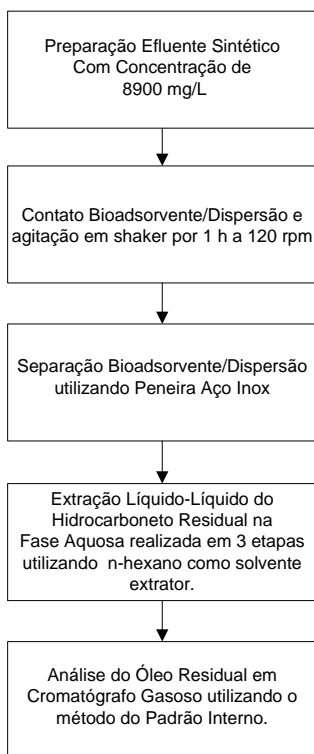 Preparação Efluente Sintético
Com Concentração de
8900 mg/L
Contato Bioadsorvente/Dispersão e
agitação em shaker por 1 h a 120 rpm
Separação Bioadsorvente/Dispersão
utilizando Peneira Aço Inox
Extração Líquido-Líquido do
Hidrocarboneto Residual na
Fase Aquosa realizada em 3 etapas
utilizando n-hexano como solvente
extrator.
Análise do Óleo Residual em
Cromatógrafo Gasoso utilizando o
método do Padrão Interno.